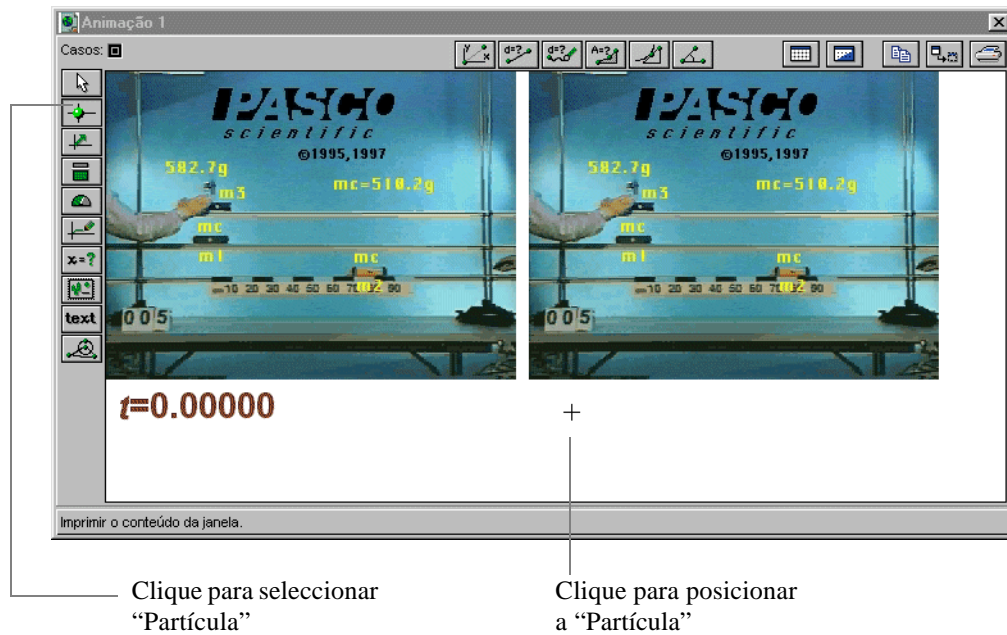 Animação 1
Casos:
y x d=? d=? A=?
x=?
text
PASCO
scientific
©1995,1997
582.7g
mc=510.2g
m3
mc
m1
mc
m2
10 20 30 40 50 60 70 90
005
PASCO
scientific
©1995,1997
582.7g
mc=510.2g
m3
mc
m1
mc
m2
10 20 30 40 50 60 70 90
005
t=0.00000
Imprimir o conteúdo da janela.
Clique para seleccionar
“Partícula”
Clique para posicionar
a “Partícula”